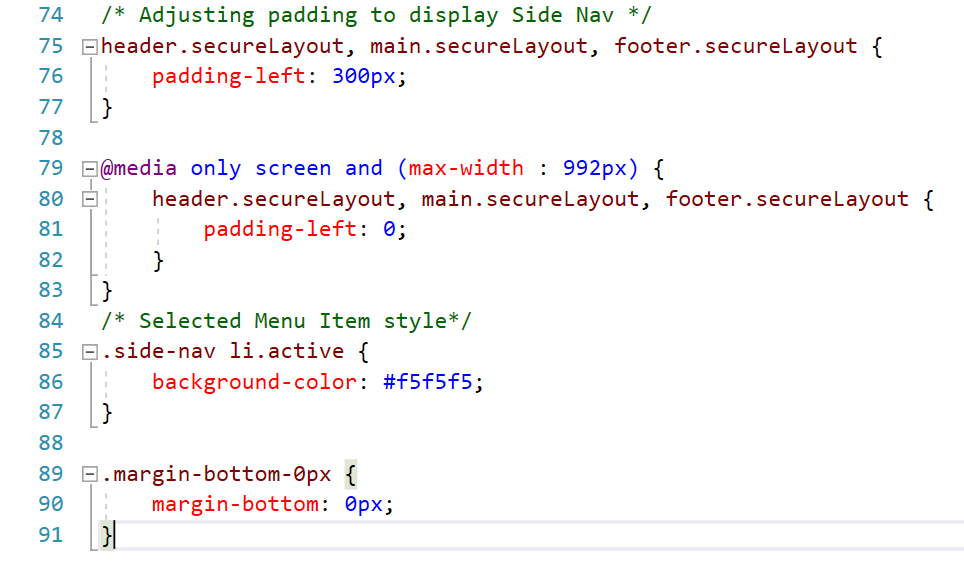 74 /* Adjusting padding to display Side Nav */
75 header.secureLayout, main.secureLayout, footer.secureLayout {
76     padding-left: 300px;
77 }
78
79 @media only screen and (max-width : 992px) {
80     header.secureLayout, main.secureLayout, footer.secureLayout {
81         padding-left: 0;
82     }
83 }
84 /* Selected Menu Item style*/
85 .side-nav li.active {
86     background-color: #f5f5f5;
87 }
88
89 .margin-bottom-0px {
90     margin-bottom: 0px;
91 }